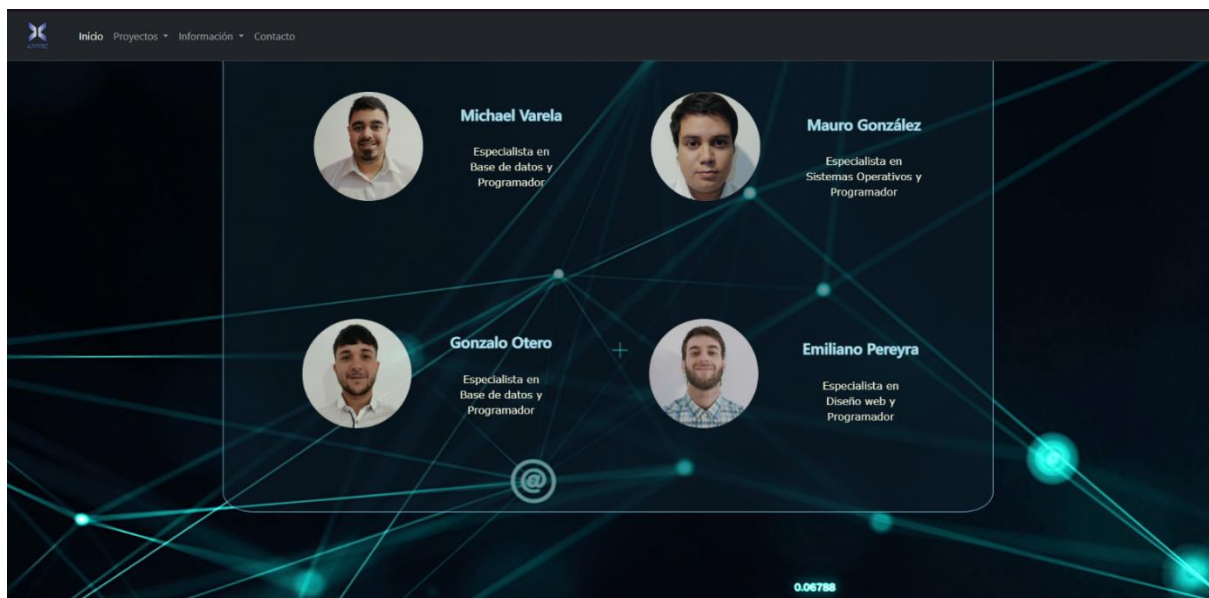 Inicio Proyectos Información Contacto
Michael Varela
Especialista en
Base de datos y
Programador
Mauro González
Especialista en
Sistemas Operativos y
Programador
Gonzalo Otero
Especialista en
Base de datos y
Programador
Emiliano Pereyra
Especialista en
Diseño web y
Programador
@
0.06788